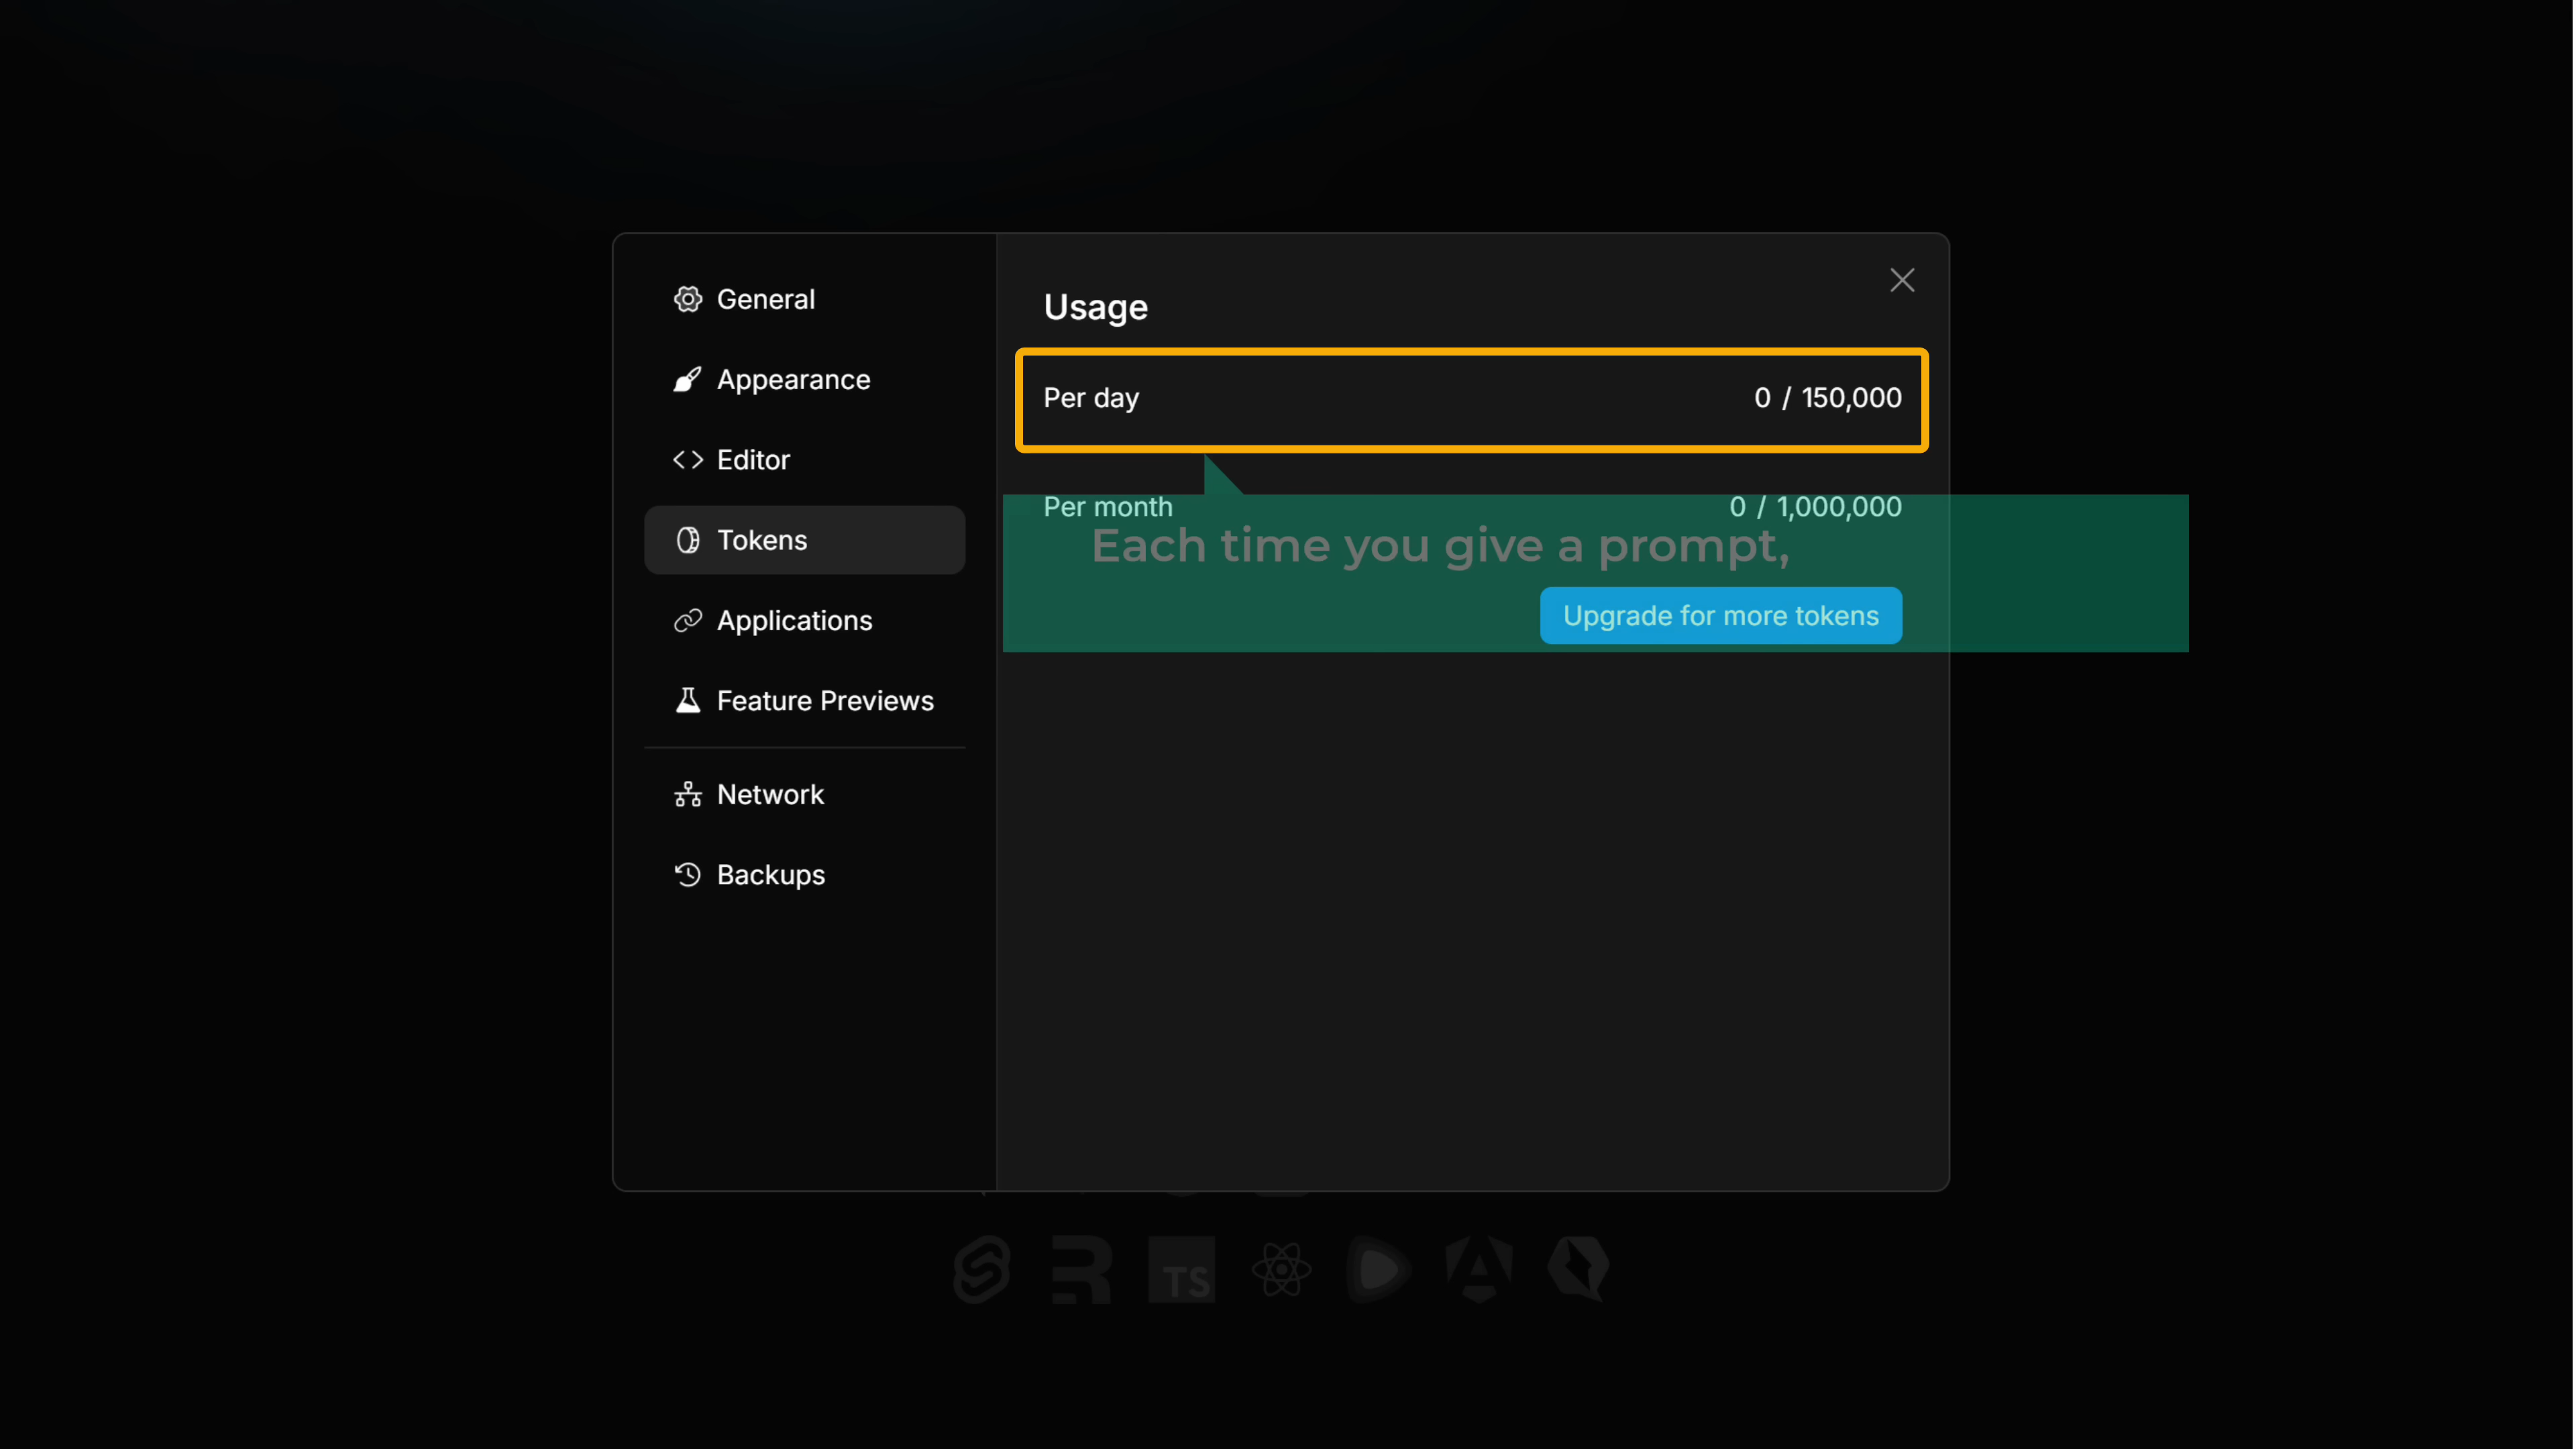 General
Appearance
Editor
Tokens
Applications
Feature Previews
Network
Backups
Usage
Per day 0 / 150,000
Per month 0 / 1,000,000
Each time you give a prompt,
Upgrade for more tokens
TS